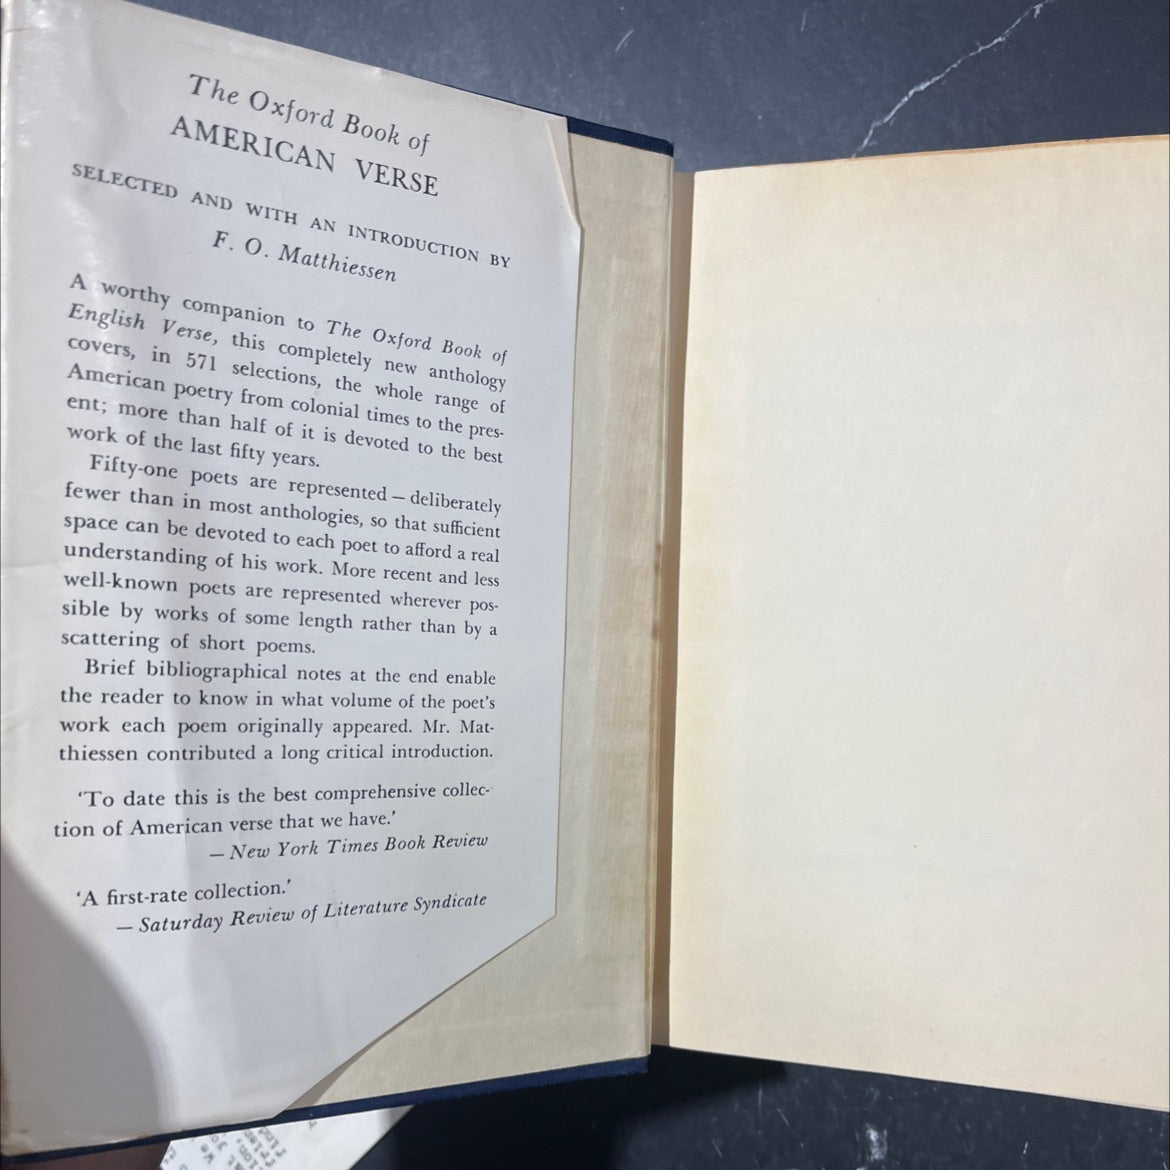 The Oxford Book of
AMERICAN VERSE
SELECTED AND WITH AN INTRODUCTION BY
F. O. Matthiessen
A worthy companion to The Oxford Book of
English Verse, this completely new anthology
covers, in 571 selections, the whole range of
American poetry from colonial times to the pres-
ent; more than half of it is devoted to the best
work of the last fifty years.
Fifty-one poets are represented — deliberately
fewer than in most anthologies, so that sufficient
space can be devoted to each poet to afford a real
understanding of his work. More recent and less
well-known poets are represented wherever pos-
sible by works of some length rather than by a
scattering of short poems.
Brief bibliographical notes at the end enable
the reader to know in what volume of the poet's
work each poem originally appeared. Mr. Mat-
thiessen contributed a long critical introduction.
'To date this is the best comprehensive collec-
tion of American verse that we have.'
— New York Times Book Review
'A first-rate collection.'
— Saturday Review of Literature Syndicate